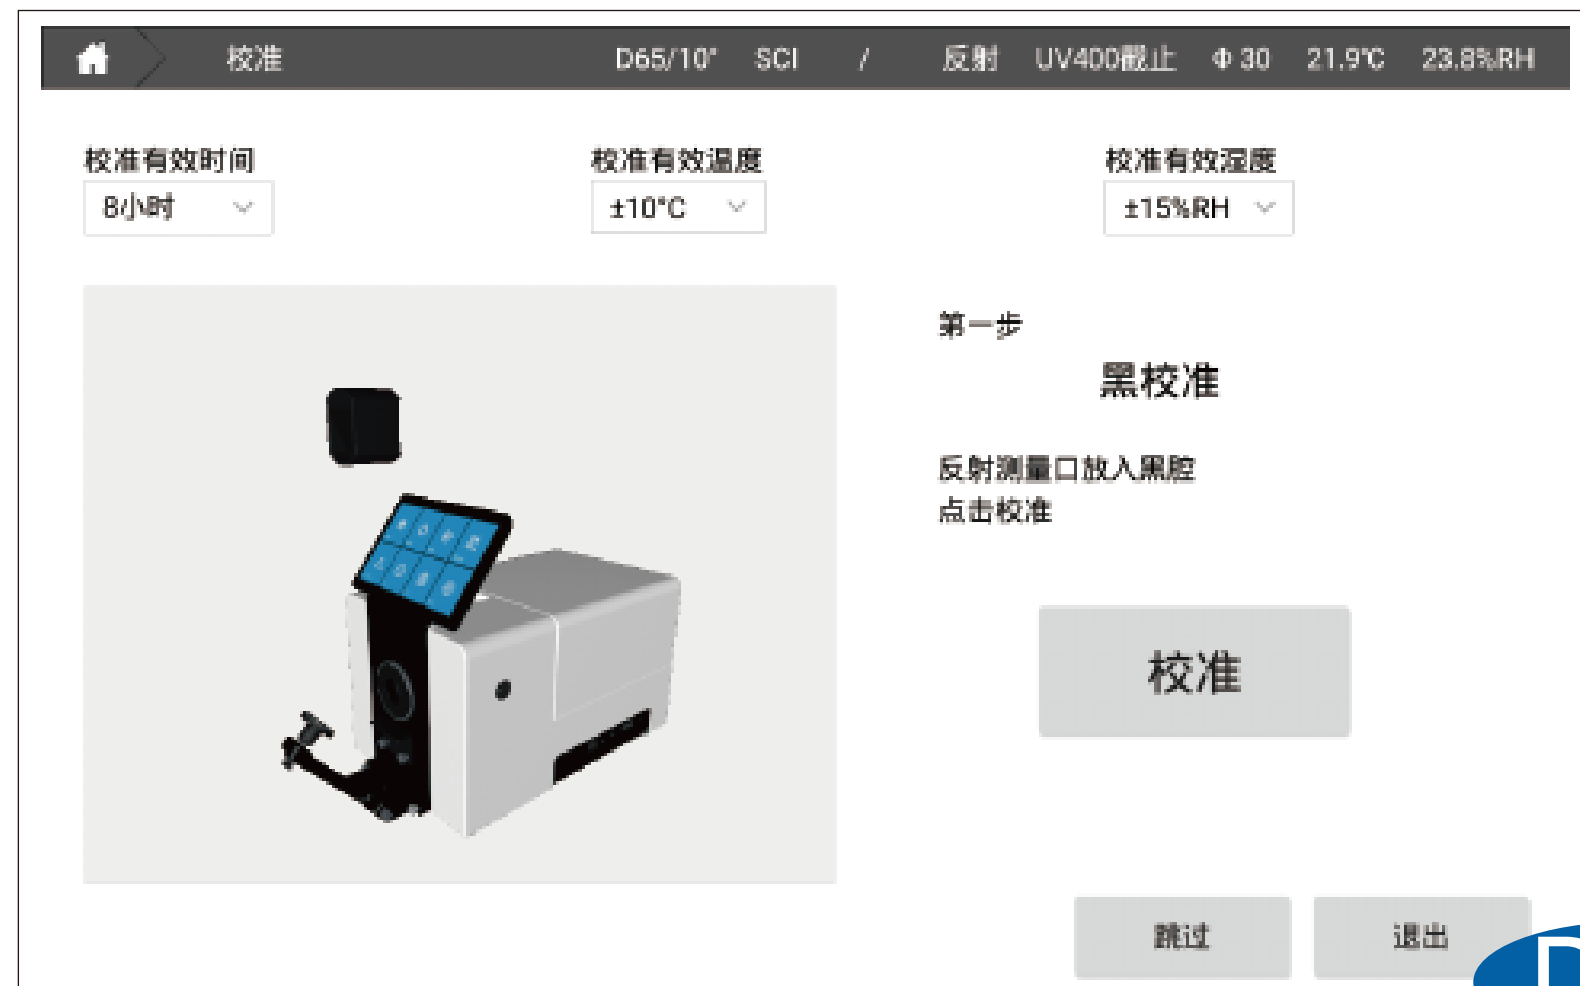 校准 D65/10° SCI / 反射 UV400截止 Φ 30 21.9℃ 23.8%RH
校准有效时间 校准有效温度 校准有效湿度
8小时 ±10°C ±15%RH
第一步
黑校准
反射测量口放入黑腔
点击校准
校准
跳过 退出